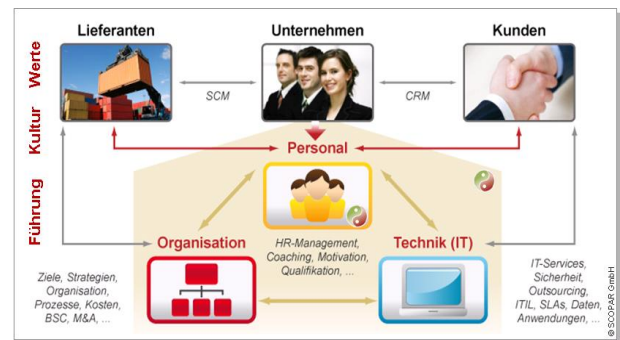 Lieferanten
Unternehmen
Kunden
Werte
Kultur
Führung
SCM
CRM
Personal
HR-Management,
Coaching, Motivation,
Qualifikation, ...
Organisation
Technik (IT)
Ziele, Strategien,
Organisation,
Prozesse, Kosten,
BSC, M&A, ...
IT-Services,
Sicherheit,
Outsourcing,
ITIL, SLAs, Daten,
Anwendungen, ...
© SCOPAR GmbH